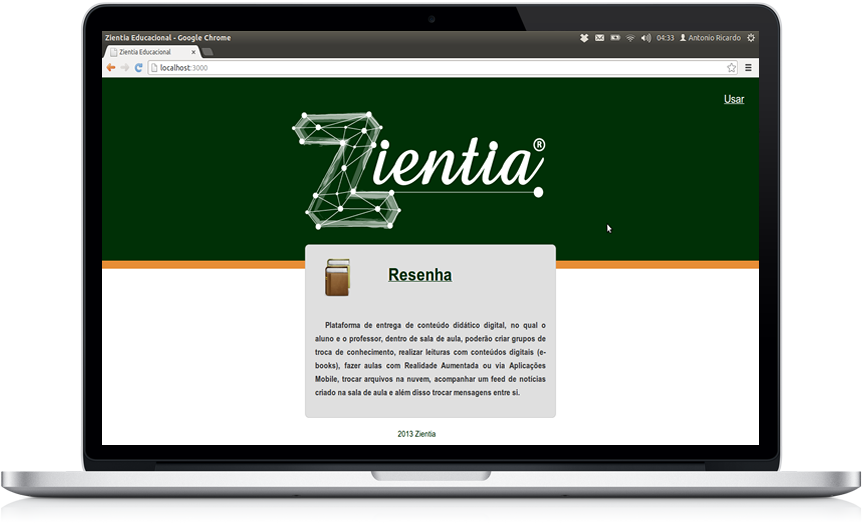 Zientia Educacional - Google Chrome
04:33 Antonio Ricardo
Zientia Educacional
localhost:3000
Usar
Zientia®
Resenha
Plataforma de entrega de conteúdo didático digital, no qual o
aluno e o professor, dentro de sala de aula, poderão criar grupos de
troca de conhecimento, realizar leituras com conteúdos digitais (e-
books), fazer aulas com Realidade Aumentada ou via Aplicações
Mobile, trocar arquivos na nuvem, acompanhar um feed de notícias
criado na sala de aula e além disso trocar mensagens entre si.
2013 Zientia